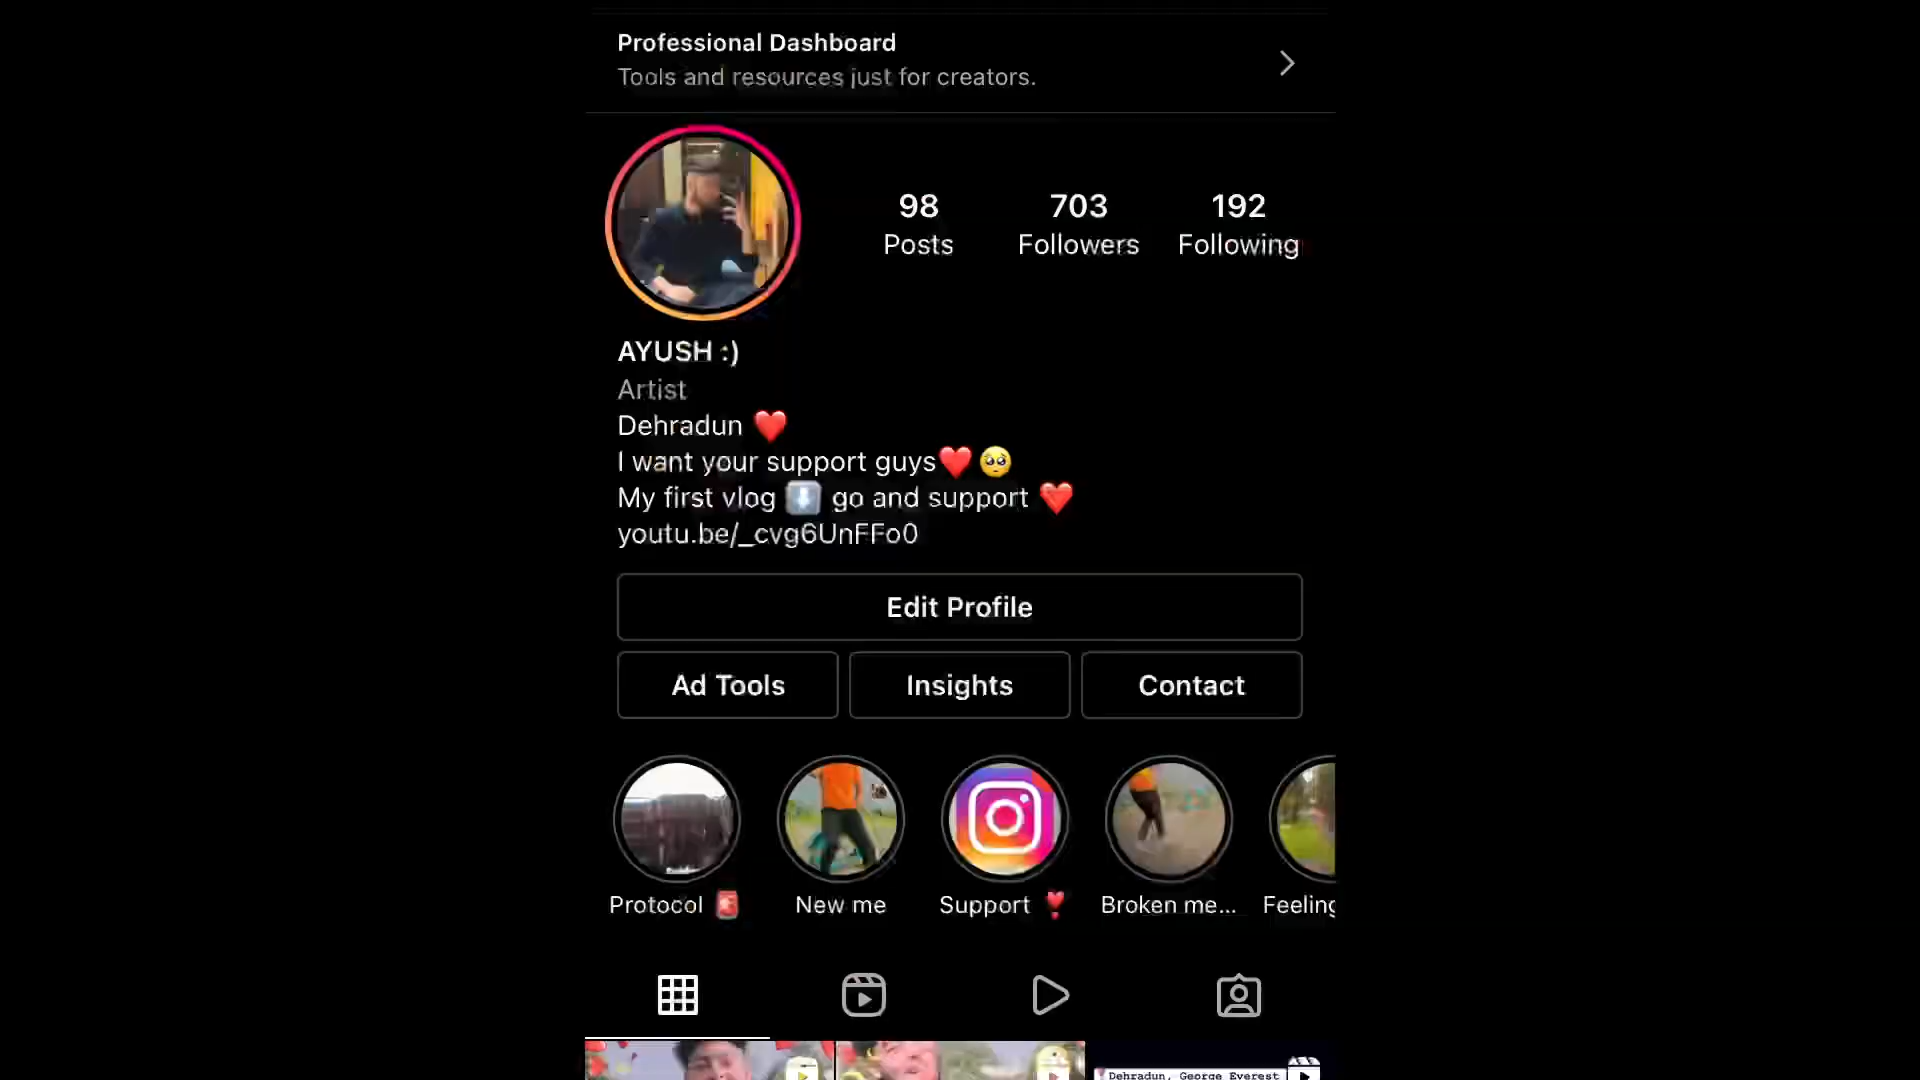 Professional Dashboard
Tools and resources just for creators.
98 703 192
Posts Followers Following
AYUSH :)
Artist
Dehradun ❤️
I want your support guys❤️🥺
My first vlog ⬇️ go and support ❤️
youtu.be/_cvg6UnFFo0
Edit Profile
Ad Tools Insights Contact
Protocol 🚨 New me Support ❣️ Broken me... Feeling
Dehradun, George Everest